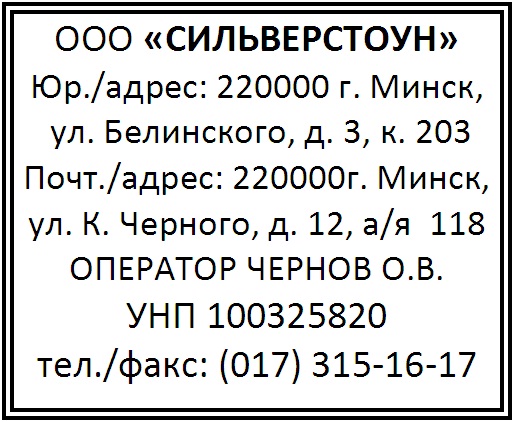 ООО «СИЛЬВЕРСТОУН»
Юр./адрес: 220000 г. Минск,
ул. Белинского, д. 3, к. 203
Почт./адрес: 220000г. Минск,
ул. К. Черного, д. 12, а/я  118
ОПЕРАТОР ЧЕРНОВ О.В.
УНП 100325820
тел./факс: (017) 315-16-17